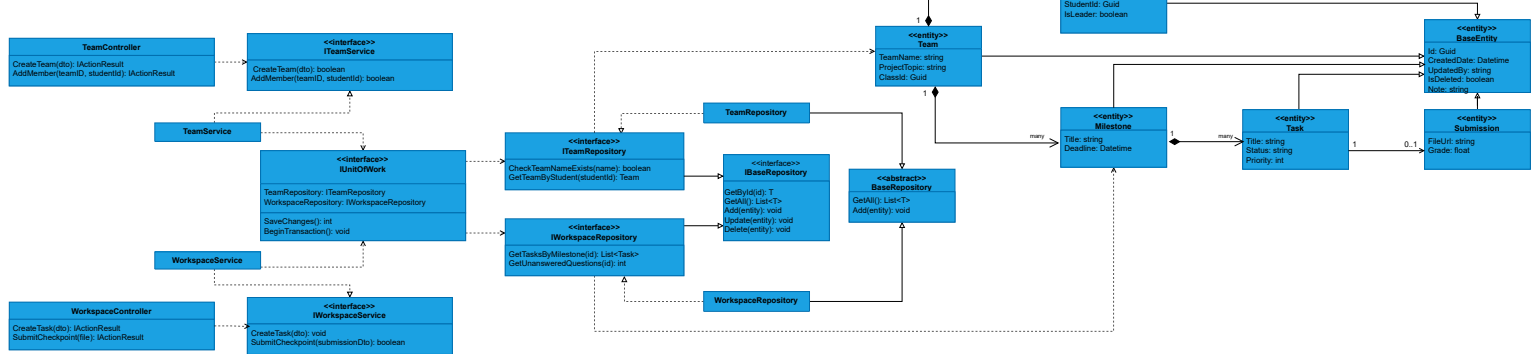 StudentId: Guid
IsLeader: boolean
1
<<entity>>
Team
TeamName: string
ProjectTopic: string
ClassId: Guid
1
<<entity>>
BaseEntity
Id: Guid
CreatedDate: Datetime
UpdatedBy: string
IsDeleted: boolean
Note: string
TeamController
CreateTeam(dto): IActionResult
AddMember(teamID, studentId): IActionResult
<<interface>>
ITeamService
CreateTeam(dto): boolean
AddMember(teamID, studentId): boolean
TeamService
TeamRepository
<<interface>>
ITeamRepository
CheckTeamNameExists(name): boolean
GetTeamByStudent(studentId): Team
<<interface>>
IUnitOfWork
TeamRepository: ITeamRepository
WorkspaceRepository: IWorkspaceRepository
SaveChanges(): int
BeginTransaction(): void
<<interface>>
IBaseRepository
GetById(id): T
GetAll(): List<T>
Add(entity): void
Update(entity): void
Delete(entity): void
<<abstract>>
BaseRepository
GetAll(): List<T>
Add(entity): void
many
<<entity>>
Milestone
Title: string
Deadline: Datetime
1
many
<<entity>>
Task
Title: string
Status: string
Priority: int
1
0..1
<<entity>>
Submission
FileUrl: string
Grade: float
<<interface>>
IWorkspaceRepository
GetTasksByMilestone(id): List<Task>
GetUnansweredQuestions(id): int
WorkspaceService
WorkspaceRepository
WorkspaceController
CreateTask(dto): IActionResult
SubmitCheckpoint(file): IActionResult
<<interface>>
IWorkspaceService
CreateTask(dto): void
SubmitCheckpoint(submissionDto): boolean